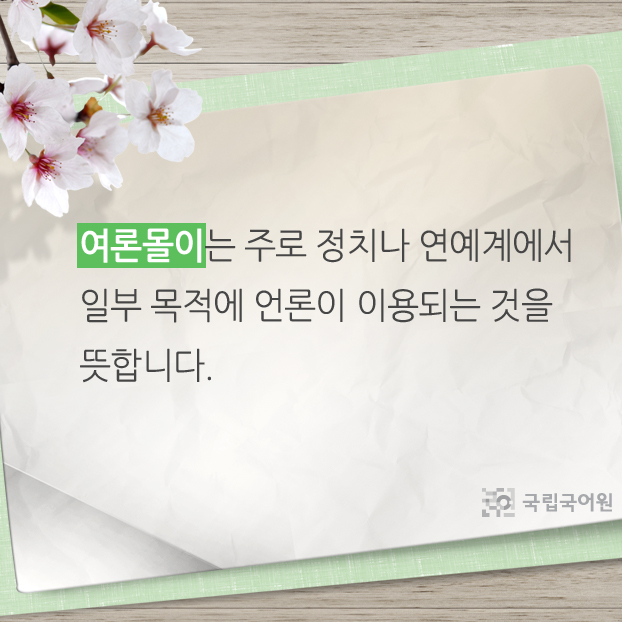 여론몰이는 주로 정치나 연예계에서
일부 목적에 언론이 이용되는 것을
뜻합니다.
국립국어원